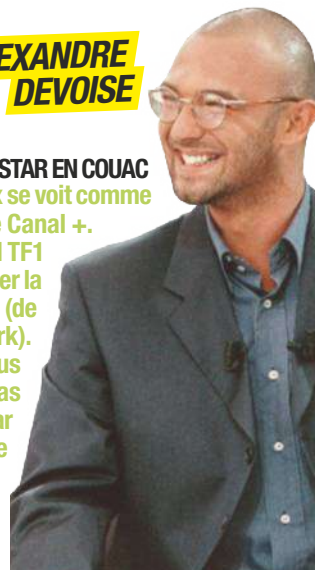 EXANDRE
DEVOISE
STAR EN COUAC
x se voit comme
e Canal +.
l TF1
er la
(de
rk).
us
as
ar
e